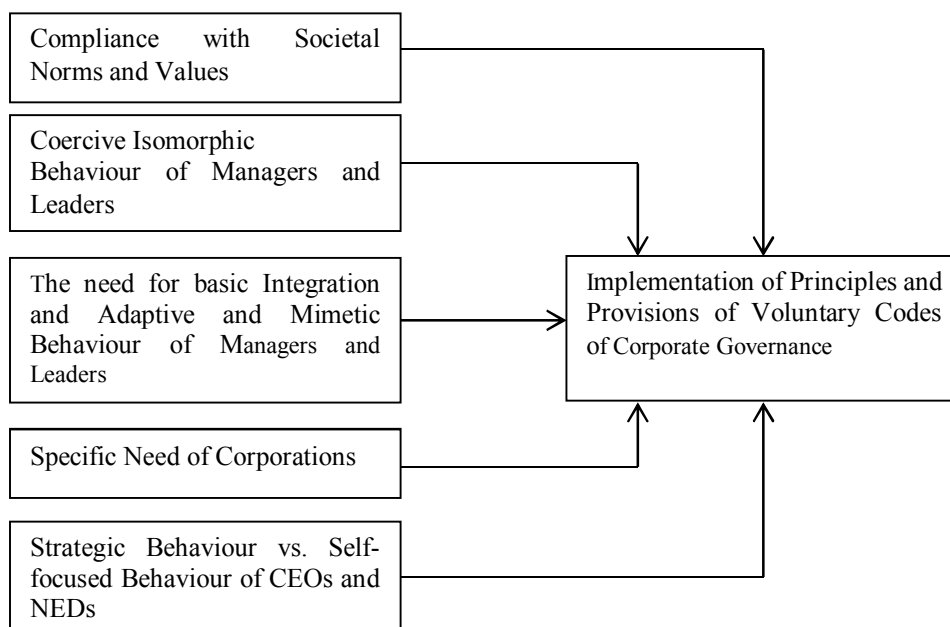 Compliance with Societal
Norms and Values
Coercive Isomorphic
Behaviour of Managers and
Leaders
The need for basic Integration
and Adaptive and Mimetic
Behaviour of Managers and
Leaders
Implementation of Principles and
Provisions of Voluntary Codes
of Corporate Governance
Specific Need of Corporations
Strategic Behaviour vs. Self-
focused Behaviour of CEOs and
NEDs